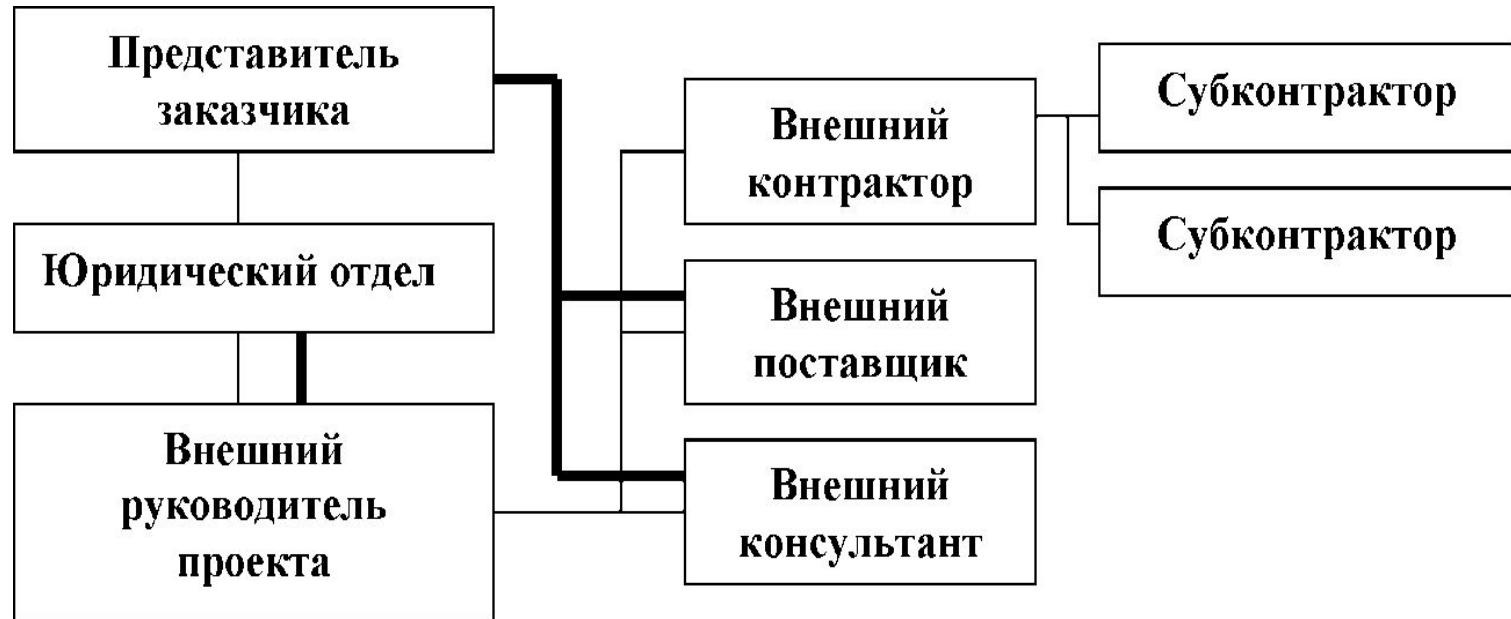 Представитель
заказчика
Юридический отдел
Внешний
руководитель
проекта
Внешний
контрактор
Внешний
поставщик
Внешний
консультант
Субконтрактор
Субконтрактор